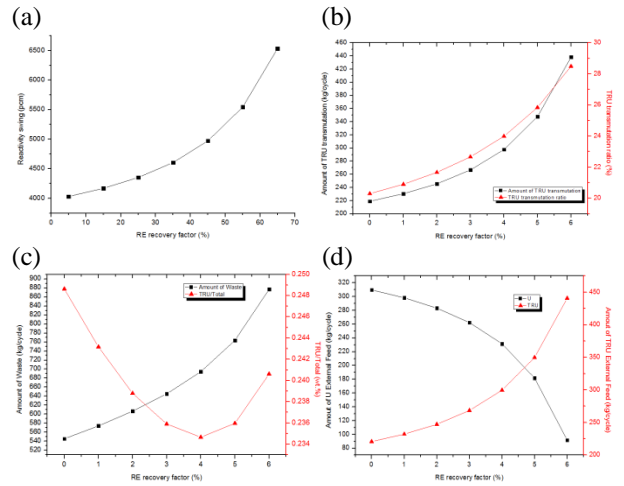 (a)
6500
6000
5500
5000
4500
4000
Reactivity swing (pcm)
0 10 20 30 40 50 60 70
RE recovery factor (%)
(b)
460
440
420
400
380
360
340
320
300
280
260
240
220
200
Amount of TRU transmutation (kg/cycle)
30
28
26
24
22
20
TRU transmutation ratio (%)
Amount of TRU transmutation
TRU transmutation ratio
0 1 2 3 4 5 6
RE recovery factor (%)
(c)
900
880
860
840
820
800
780
760
740
720
700
680
660
640
620
600
580
560
540
520
Amount of Waste (kg/cycle)
0.250
0.248
0.246
0.244
0.242
0.240
0.238
0.236
0.234
TRU/Total (wt.%)
Amount of Waste
TRU/Total
0 1 2 3 4 5 6
RE recovery factor (%)
(d)
320
300
280
260
240
220
200
180
160
140
120
100
80
Amout of U External Feed (kg/cycle)
450
400
350
300
250
200
Amount of TRU External Feed (kg/cycle)
U
TRU
0 1 2 3 4 5 6
RE recovery factor (%)